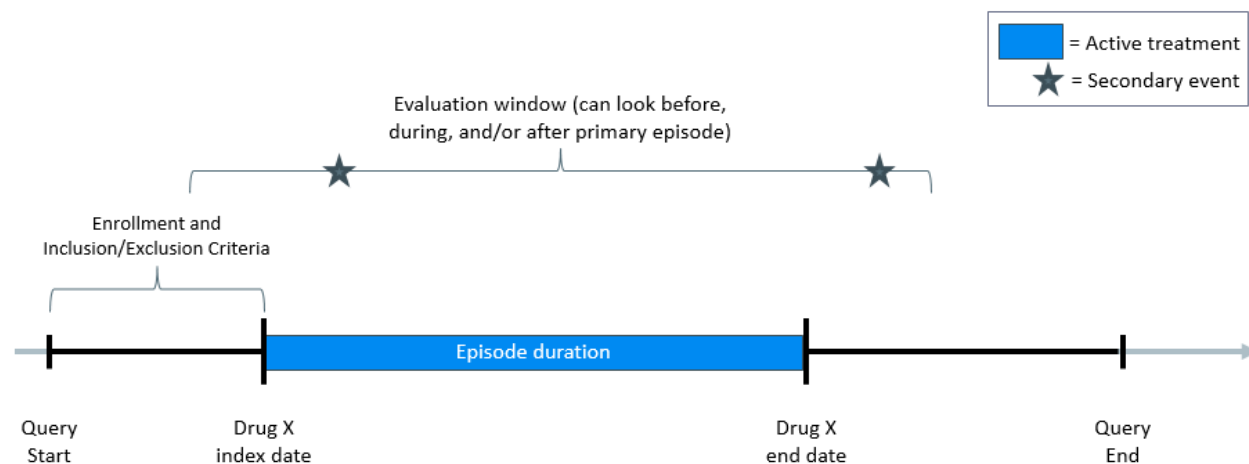 = Active treatment
= Secondary event
Evaluation window (can look before,
during, and/or after primary episode)
Enrollment and
Inclusion/Exclusion Criteria
Episode duration
Query
Start
Drug X
index date
Drug X
end date
Query
End